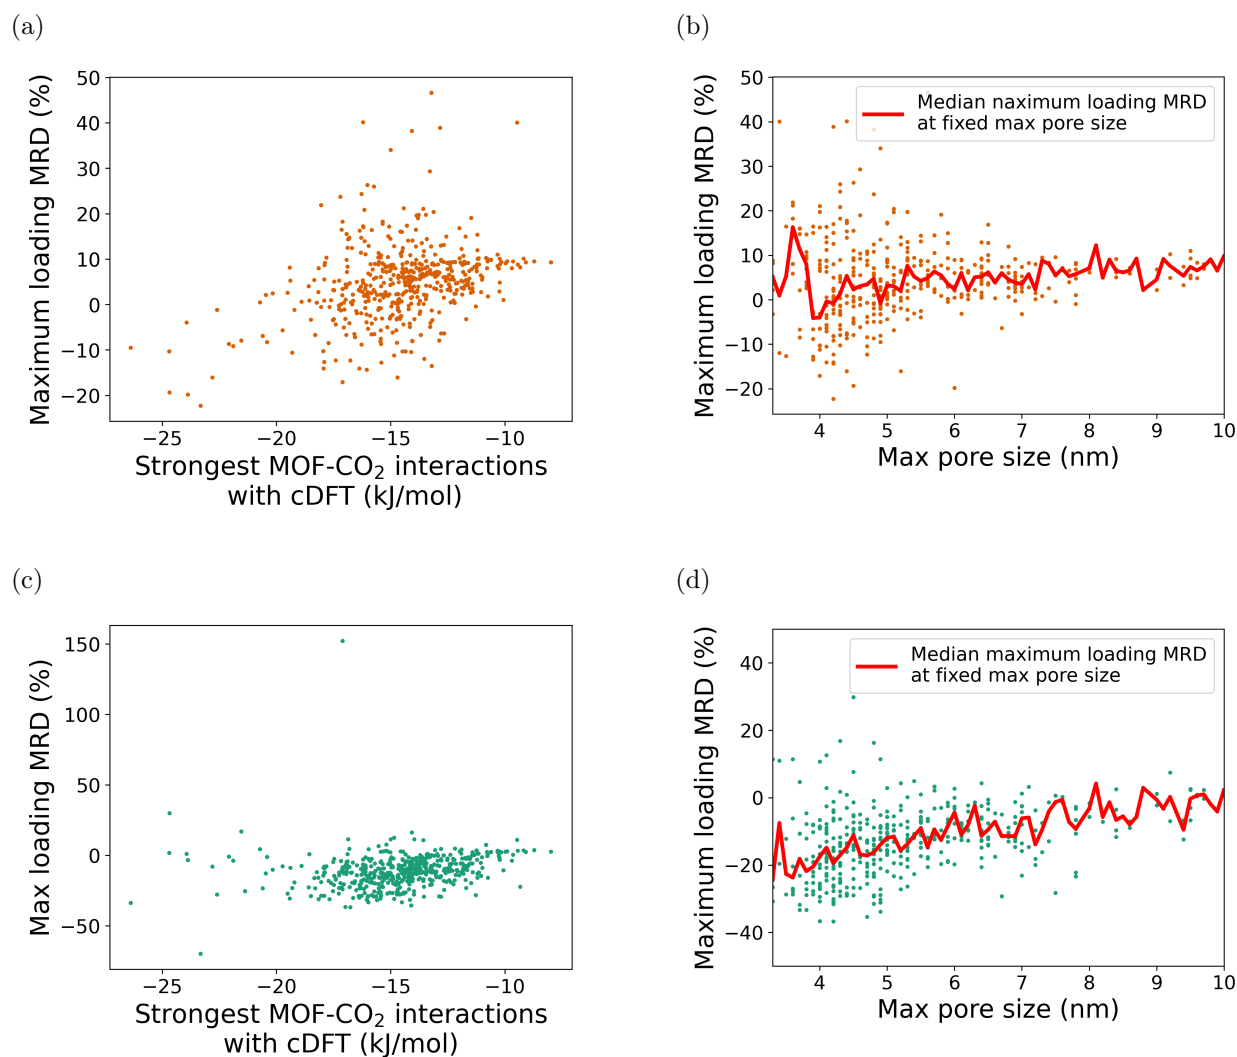 (a)
(b)
50
40
30
20
10
0
−10
−20
Maximum loading MRD (%)
−25
−20
−15
−10
Strongest MOF-CO₂ interactions
with cDFT (kJ/mol)
50
40
30
20
10
0
−10
−20
Maximum loading MRD (%)
Median naximum loading MRD
at fixed max pore size
4
5
6
7
8
9
10
Max pore size (nm)
(c)
(d)
150
100
50
0
−50
Max loading MRD (%)
−25
−20
−15
−10
Strongest MOF-CO₂ interactions
with cDFT (kJ/mol)
40
20
0
−20
−40
Maximum loading MRD (%)
Median maximum loading MRD
at fixed max pore size
4
5
6
7
8
9
10
Max pore size (nm)